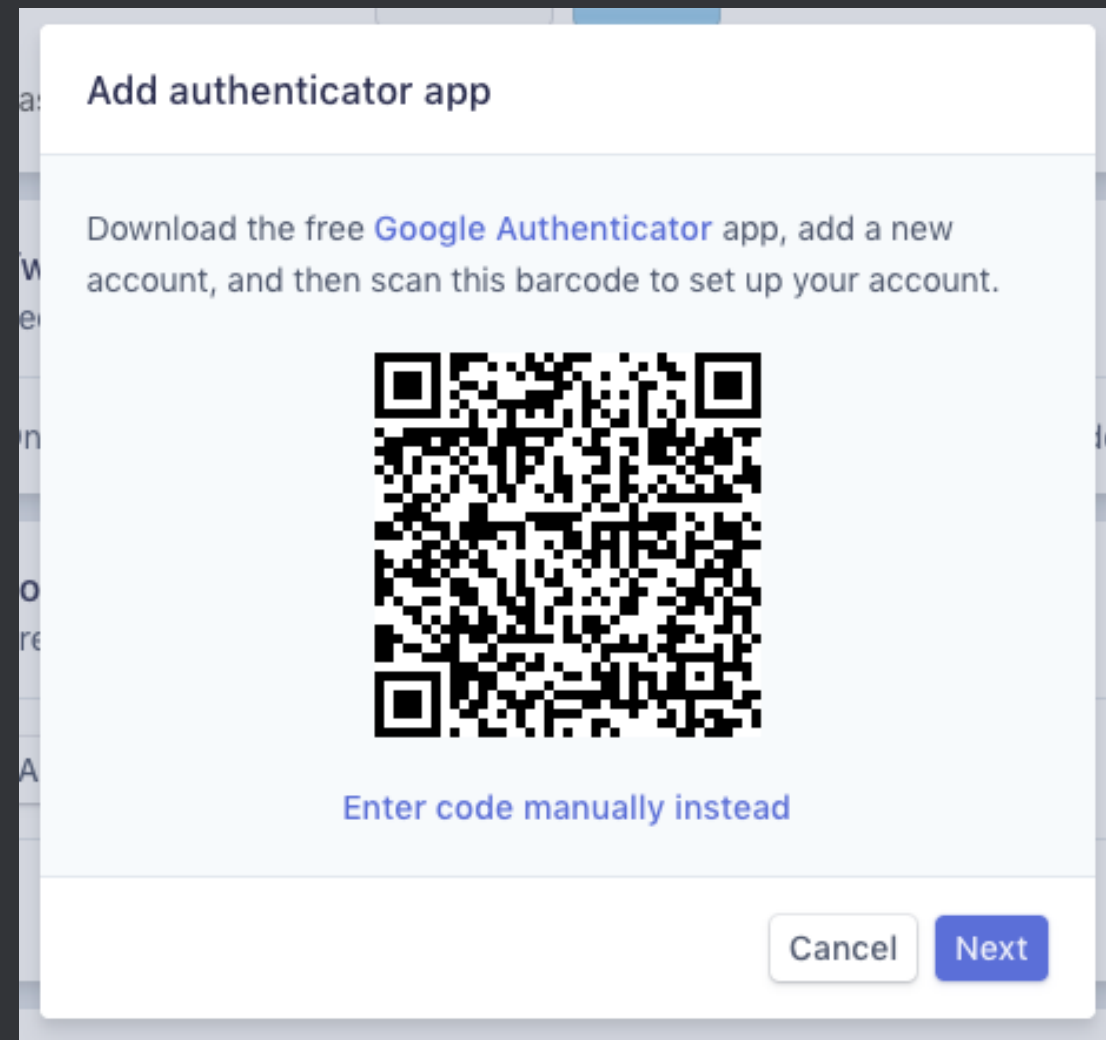 Add authenticator app
Download the free Google Authenticator app, add a new
account, and then scan this barcode to set up your account.
Enter code manually instead
Cancel
Next